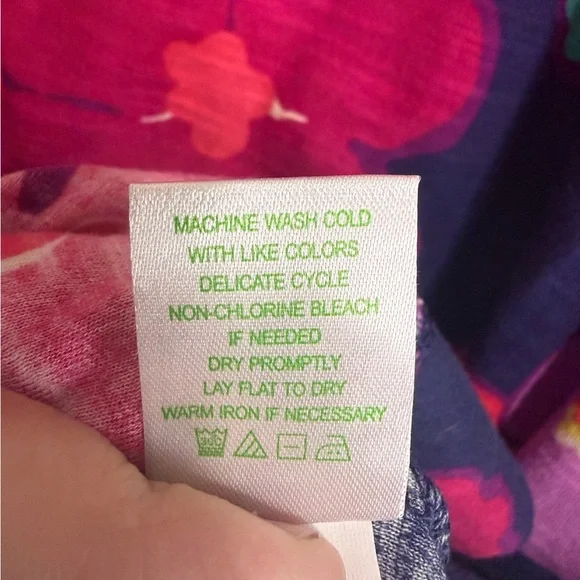 MACHINE WASH COLD
WITH LIKE COLORS
DELICATE CYCLE
NON-CHLORINE BLEACH
IF NEEDED
DRY PROMPTLY
LAY FLAT TO DRY
WARM IRON IF NECESSARY